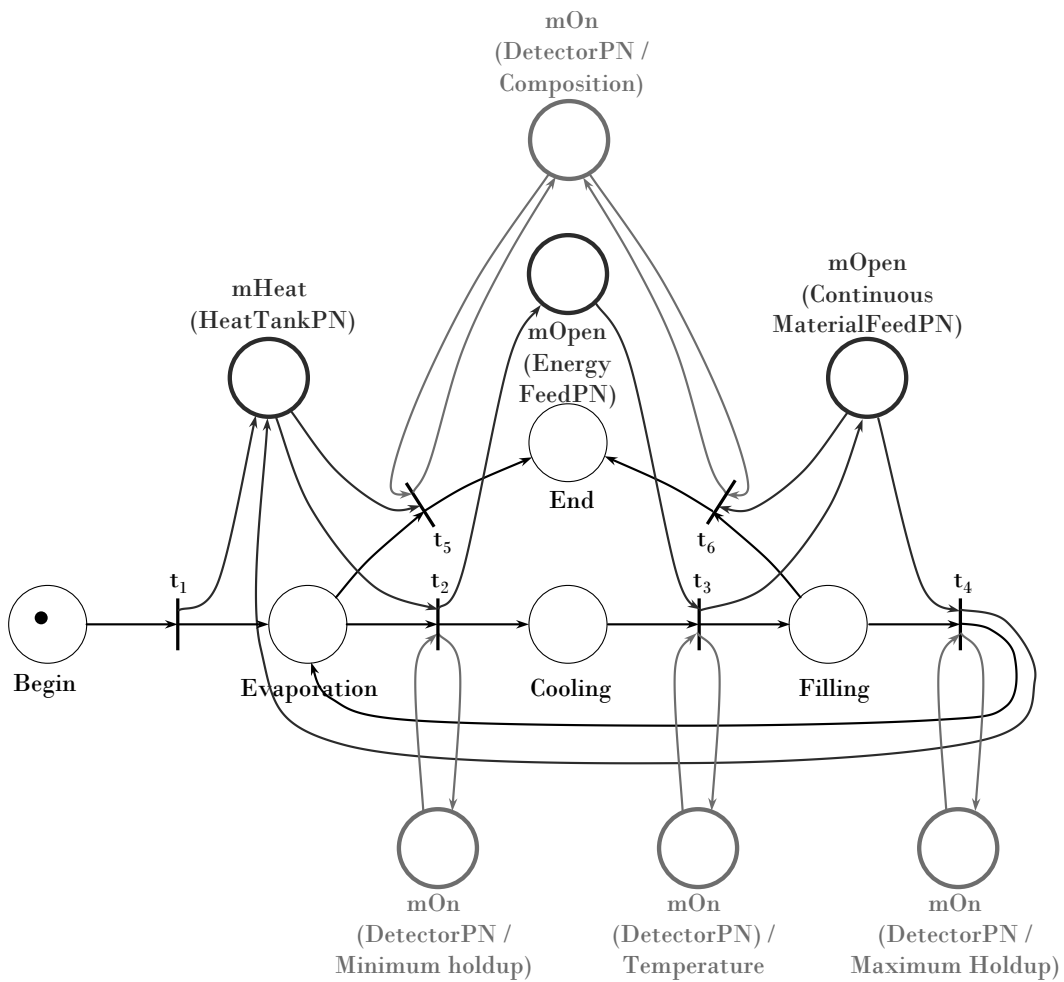 mOn
(DetectorPN /
Composition)
mHeat
(HeatTankPN)
mOpen
(Energy
FeedPN)
mOpen
(Continuous
MaterialFeedPN)
End
t5
t6
t1
t2
t3
t4
Begin
Evaporation
Cooling
Filling
mOn
(DetectorPN /
Minimum holdup)
mOn
(DetectorPN) /
Temperature
mOn
(DetectorPN /
Maximum Holdup)